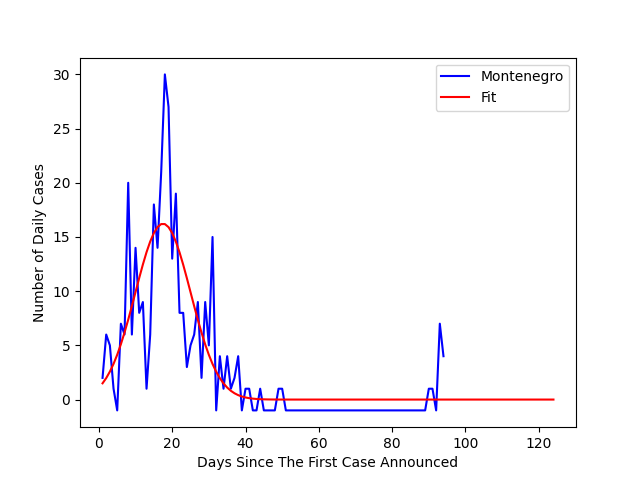 Montenegro
Fit
30
25
20
15
10
5
0
Number of Daily Cases
0 20 40 60 80 100 120
Days Since The First Case Announced